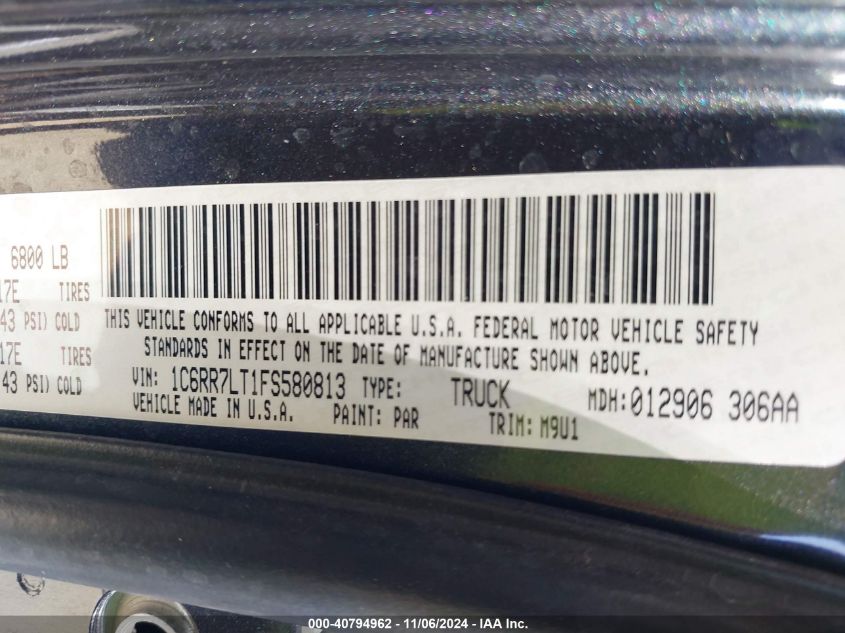 6800 LB
17E TIRES
43 PSI) COLD
17E TIRES
43 PSI) COLD
THIS VEHICLE CONFORMS TO ALL APPLICABLE U.S.A. FEDERAL MOTOR VEHICLE SAFETY
STANDARDS IN EFFECT ON THE DATE OF MANUFACTURE SHOWN ABOVE.
VIN: 1C6RR7LT1FS580813 TYPE: TRUCK MDH:012906 306AA
VEHICLE MADE IN U.S.A. PAINT: PAR TRIM: M9U1
000-40794962 - 11/06/2024 - IAA Inc.